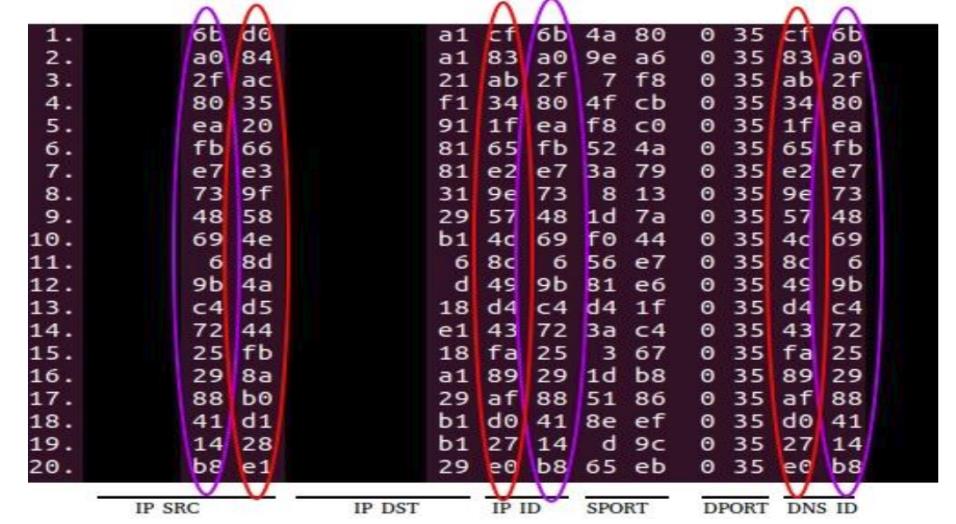 1. 6b d0 a1 cf 6b 4a 80 0 35 cf 6b
2. a0 84 a1 83 a0 9e a6 0 35 83 a0
3. 2f ac 21 ab 2f 7 f8 0 35 ab 2f
4. 80 35 f1 34 80 4f cb 0 35 34 80
5. ea 20 91 1f ea f8 c0 0 35 1f ea
6. fb 66 81 65 fb 52 4a 0 35 65 fb
7. e7 e3 81 e2 e7 3a 79 0 35 e2 e7
8. 73 9f 31 9e 73 8 13 0 35 9e 73
9. 48 58 29 57 48 1d 7a 0 35 57 48
10. 69 4e b1 4c 69 f0 44 0 35 4c 69
11. 6 8d 6 8c 6 56 e7 0 35 8c 6
12. 9b 4a d 49 9b 81 e6 0 35 49 9b
13. c4 d5 18 d4 c4 d4 1f 0 35 d4 c4
14. 72 44 e1 43 72 3a c4 0 35 43 72
15. 25 fb 18 fa 25 3 67 0 35 fa 25
16. 29 8a a1 89 29 1d b8 0 35 89 29
17. 88 b0 29 af 88 51 86 0 35 af 88
18. 41 d1 b1 d0 41 8e ef 0 35 d0 41
19. 14 28 b1 27 14 d 9c 0 35 27 14
20. b8 e1 29 e0 b8 65 eb 0 35 e0 b8
IP SRC IP DST IP ID SPORT DPORT DNS ID